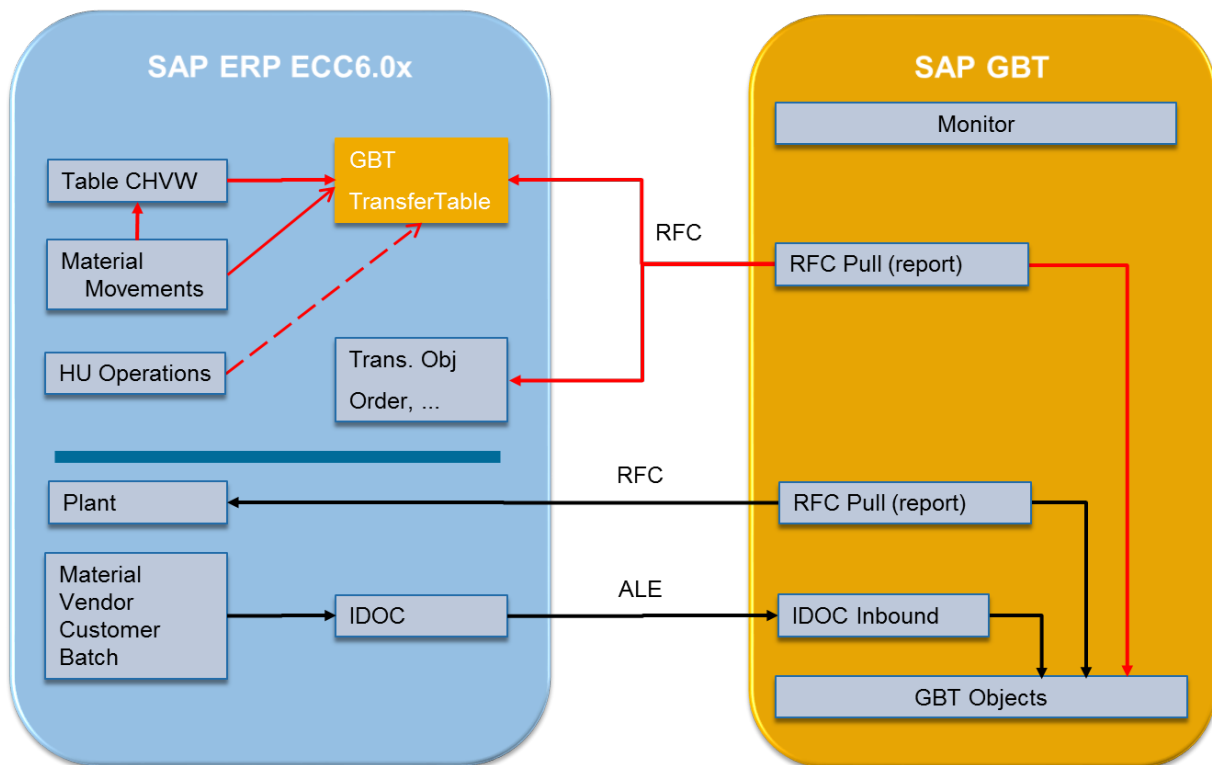 SAP ERP ECC6.0x
SAP GBT
Monitor
GBT
TransferTable
Table CHVW
RFC
Material
Movements
RFC Pull (report)
HU Operations
Trans. Obj
Order, ...
RFC
Plant
RFC Pull (report)
Material
Vendor
Customer
Batch
IDOC
ALE
IDOC Inbound
GBT Objects